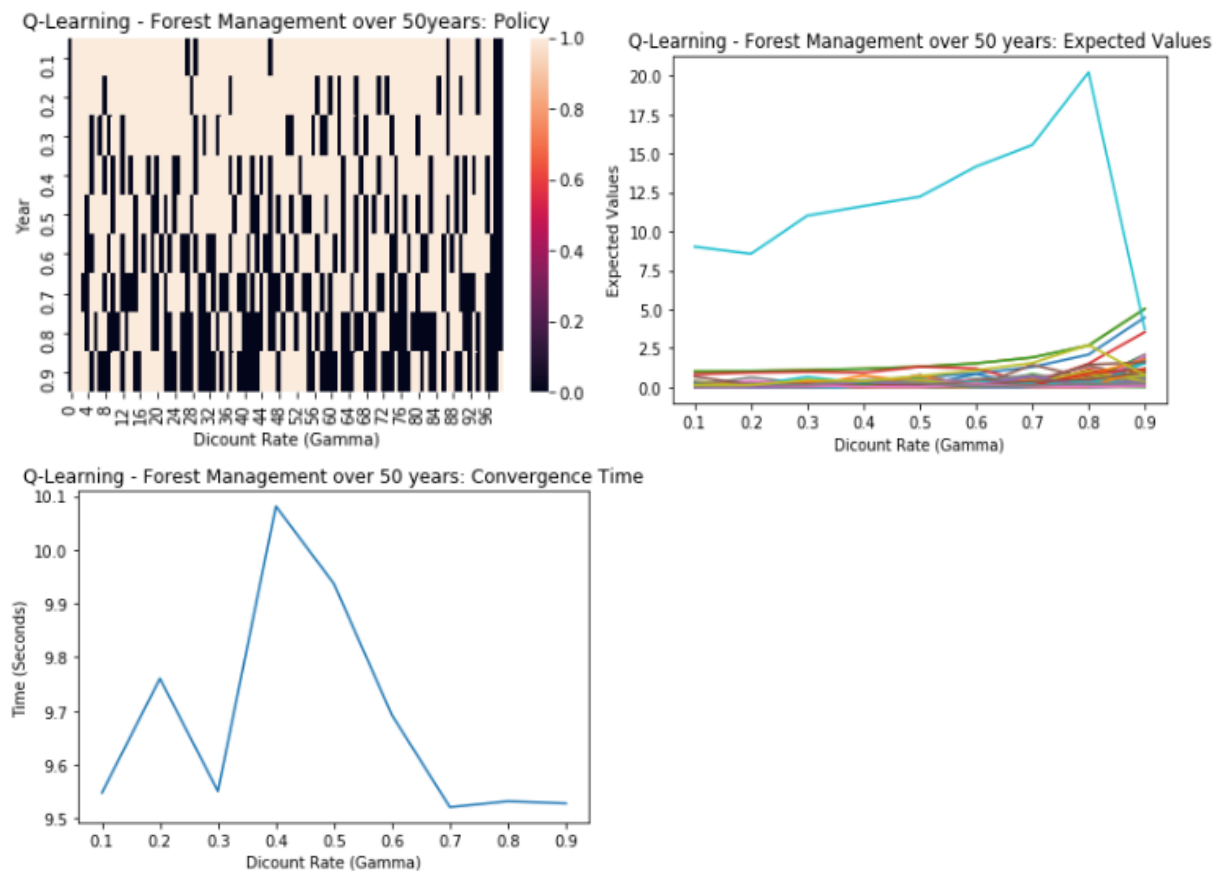 Q-Learning - Forest Management over 50years: Policy
1.0
0.8
0.6
0.4
0.2
0.0
Year
0.1
0.2
0.3
0.4
0.5
0.6
0.7
0.8
0.9
0 4 8 12 16 20 24 28 32 36 40 44 48 52 56 60 64 68 72 76 80 84 88 92 96
Dicount Rate (Gamma)
Q-Learning - Forest Management over 50 years: Expected Values
Expected Values
20.0
17.5
15.0
12.5
10.0
7.5
5.0
2.5
0.0
0.1 0.2 0.3 0.4 0.5 0.6 0.7 0.8 0.9
Dicount Rate (Gamma)
Q-Learning - Forest Management over 50 years: Convergence Time
Time (Seconds)
10.1
10.0
9.9
9.8
9.7
9.6
9.5
0.1 0.2 0.3 0.4 0.5 0.6 0.7 0.8 0.9
Dicount Rate (Gamma)